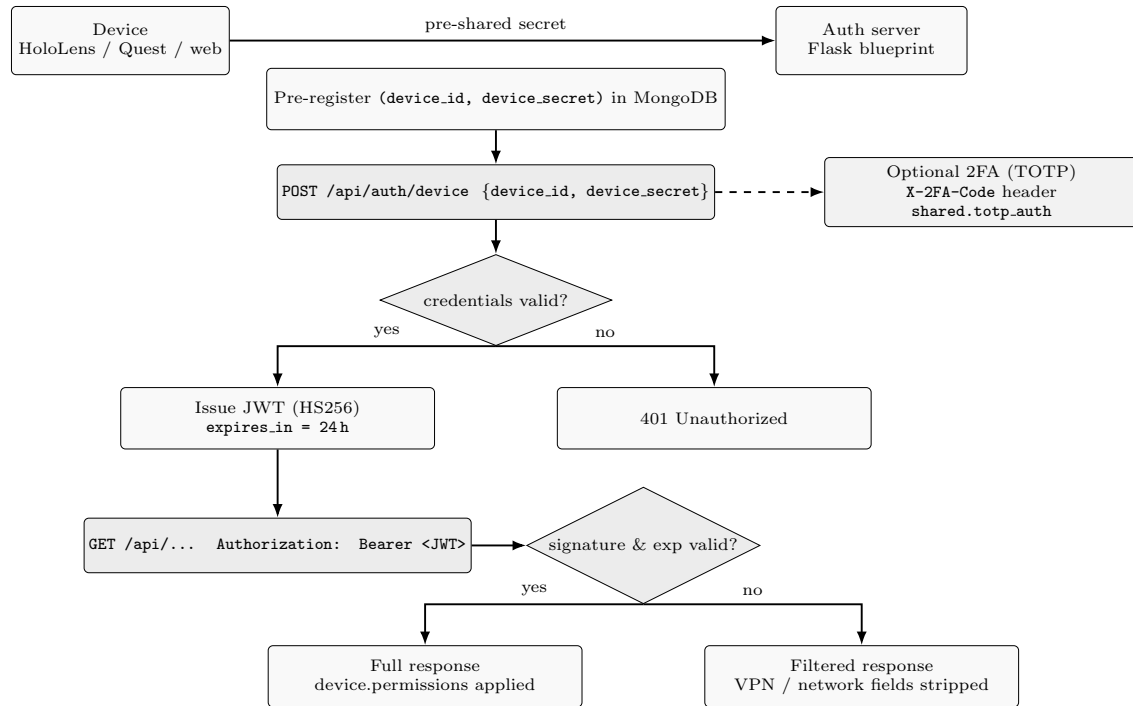 Device
HoloLens / Quest / web
pre-shared secret
Auth server
Flask blueprint
Pre-register (device_id, device_secret) in MongoDB
POST /api/auth/device {device_id, device_secret}
Optional 2FA (TOTP)
X-2FA-Code header
shared.totp_auth
credentials valid?
yes
no
Issue JWT (HS256)
expires_in = 24h
401 Unauthorized
GET /api/... Authorization: Bearer <JWT>
signature & exp valid?
yes
no
Full response
device.permissions applied
Filtered response
VPN / network fields stripped